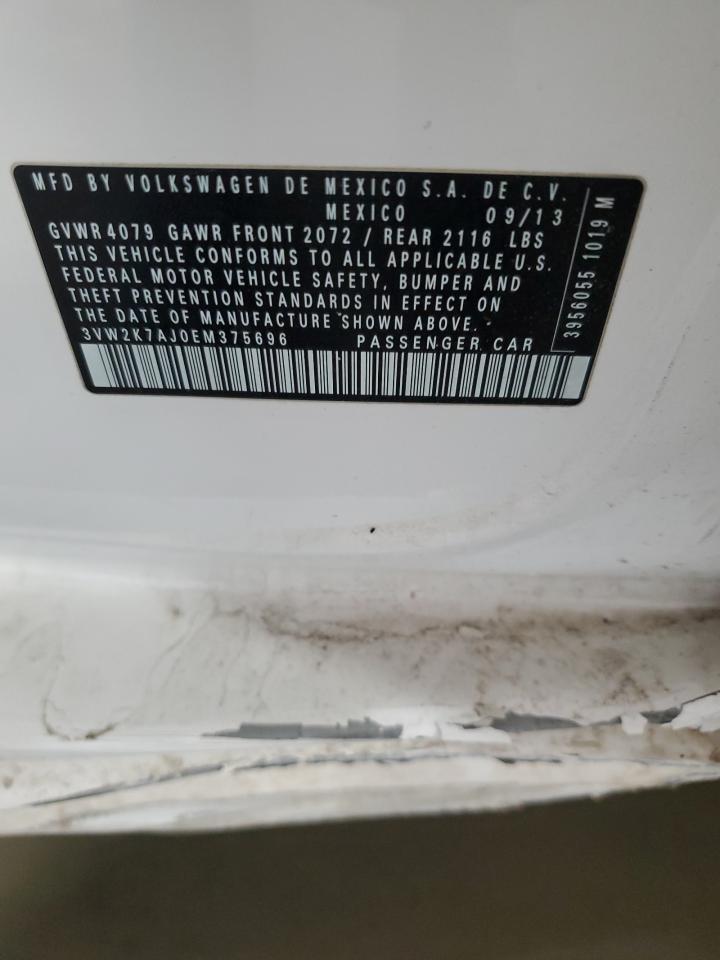 MFD BY VOLKSWAGEN DE MEXICO S.A. DE C.V.
MEXICO 09/13
GVWR 4079 GAWR FRONT 2072 / REAR 2116 LBS
THIS VEHICLE CONFORMS TO ALL APPLICABLE U.S.
FEDERAL MOTOR VEHICLE SAFETY, BUMPER AND
THEFT PREVENTION STANDARDS IN EFFECT ON
THE DATE OF MANUFACTURE SHOWN ABOVE.
3VW2K7AJ0EM375696 PASSENGER CAR
3956055 1019 M